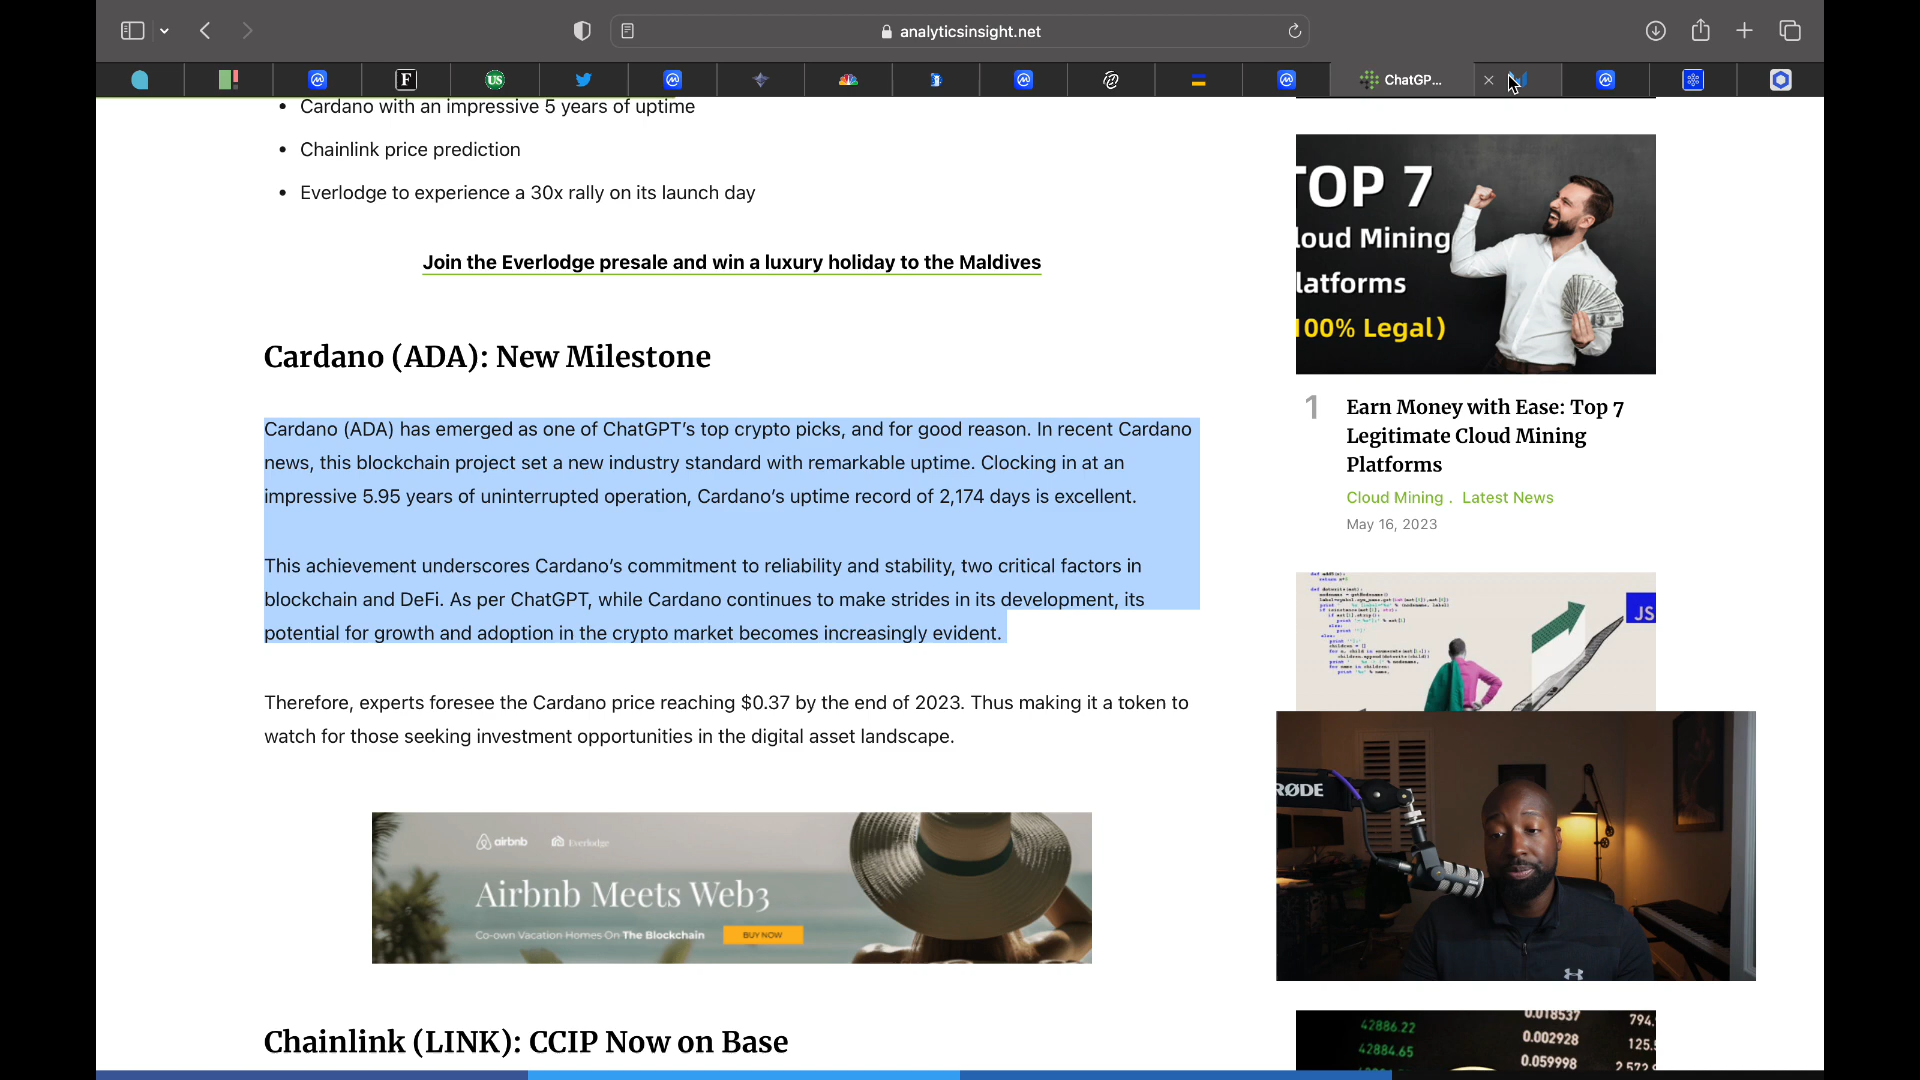 analyticsinsight.net
F
US
ChatGP...
Cardano with an impressive 5 years of uptime
Chainlink price prediction
Everlodge to experience a 30x rally on its launch day
Join the Everlodge presale and win a luxury holiday to the Maldives
Cardano (ADA): New Milestone
Cardano (ADA) has emerged as one of ChatGPT’s top crypto picks, and for good reason. In recent Cardano
news, this blockchain project set a new industry standard with remarkable uptime. Clocking in at an
impressive 5.95 years of uninterrupted operation, Cardano’s uptime record of 2,174 days is excellent.
This achievement underscores Cardano’s commitment to reliability and stability, two critical factors in
blockchain and DeFi. As per ChatGPT, while Cardano continues to make strides in its development, its
potential for growth and adoption in the crypto market becomes increasingly evident.
Therefore, experts foresee the Cardano price reaching $0.37 by the end of 2023. Thus making it a token to
watch for those seeking investment opportunities in the digital asset landscape.
airbnb Everlodge
Airbnb Meets Web3
Co-own Vacation Homes On The Blockchain BUY NOW
Chainlink (LINK): CCIP Now on Base
TOP 7
loud Mining
latforms
100% Legal)
1
Earn Money with Ease: Top 7
Legitimate Cloud Mining
Platforms
Cloud Mining . Latest News
May 16, 2023
JS
RØDE
42886.22 0.018537 794.
42884.65 0.002928 125.
0.059998